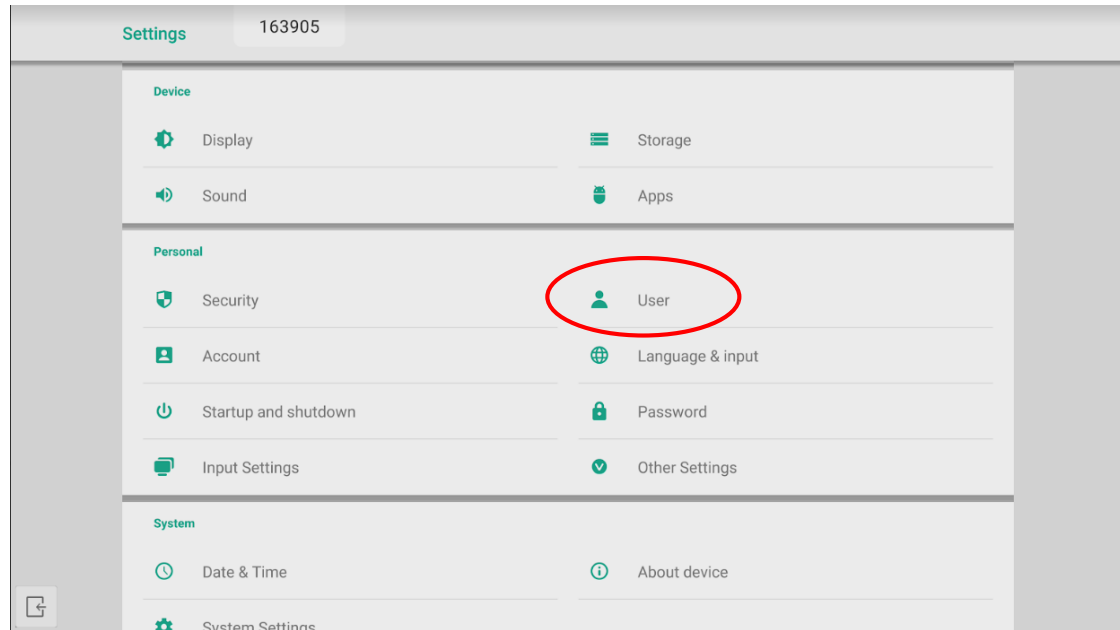 Settings
163905
Device
Display
Storage
Sound
Apps
Personal
Security
User
Account
Language & input
Startup and shutdown
Password
Input Settings
Other Settings
System
Date & Time
About device
System Settings